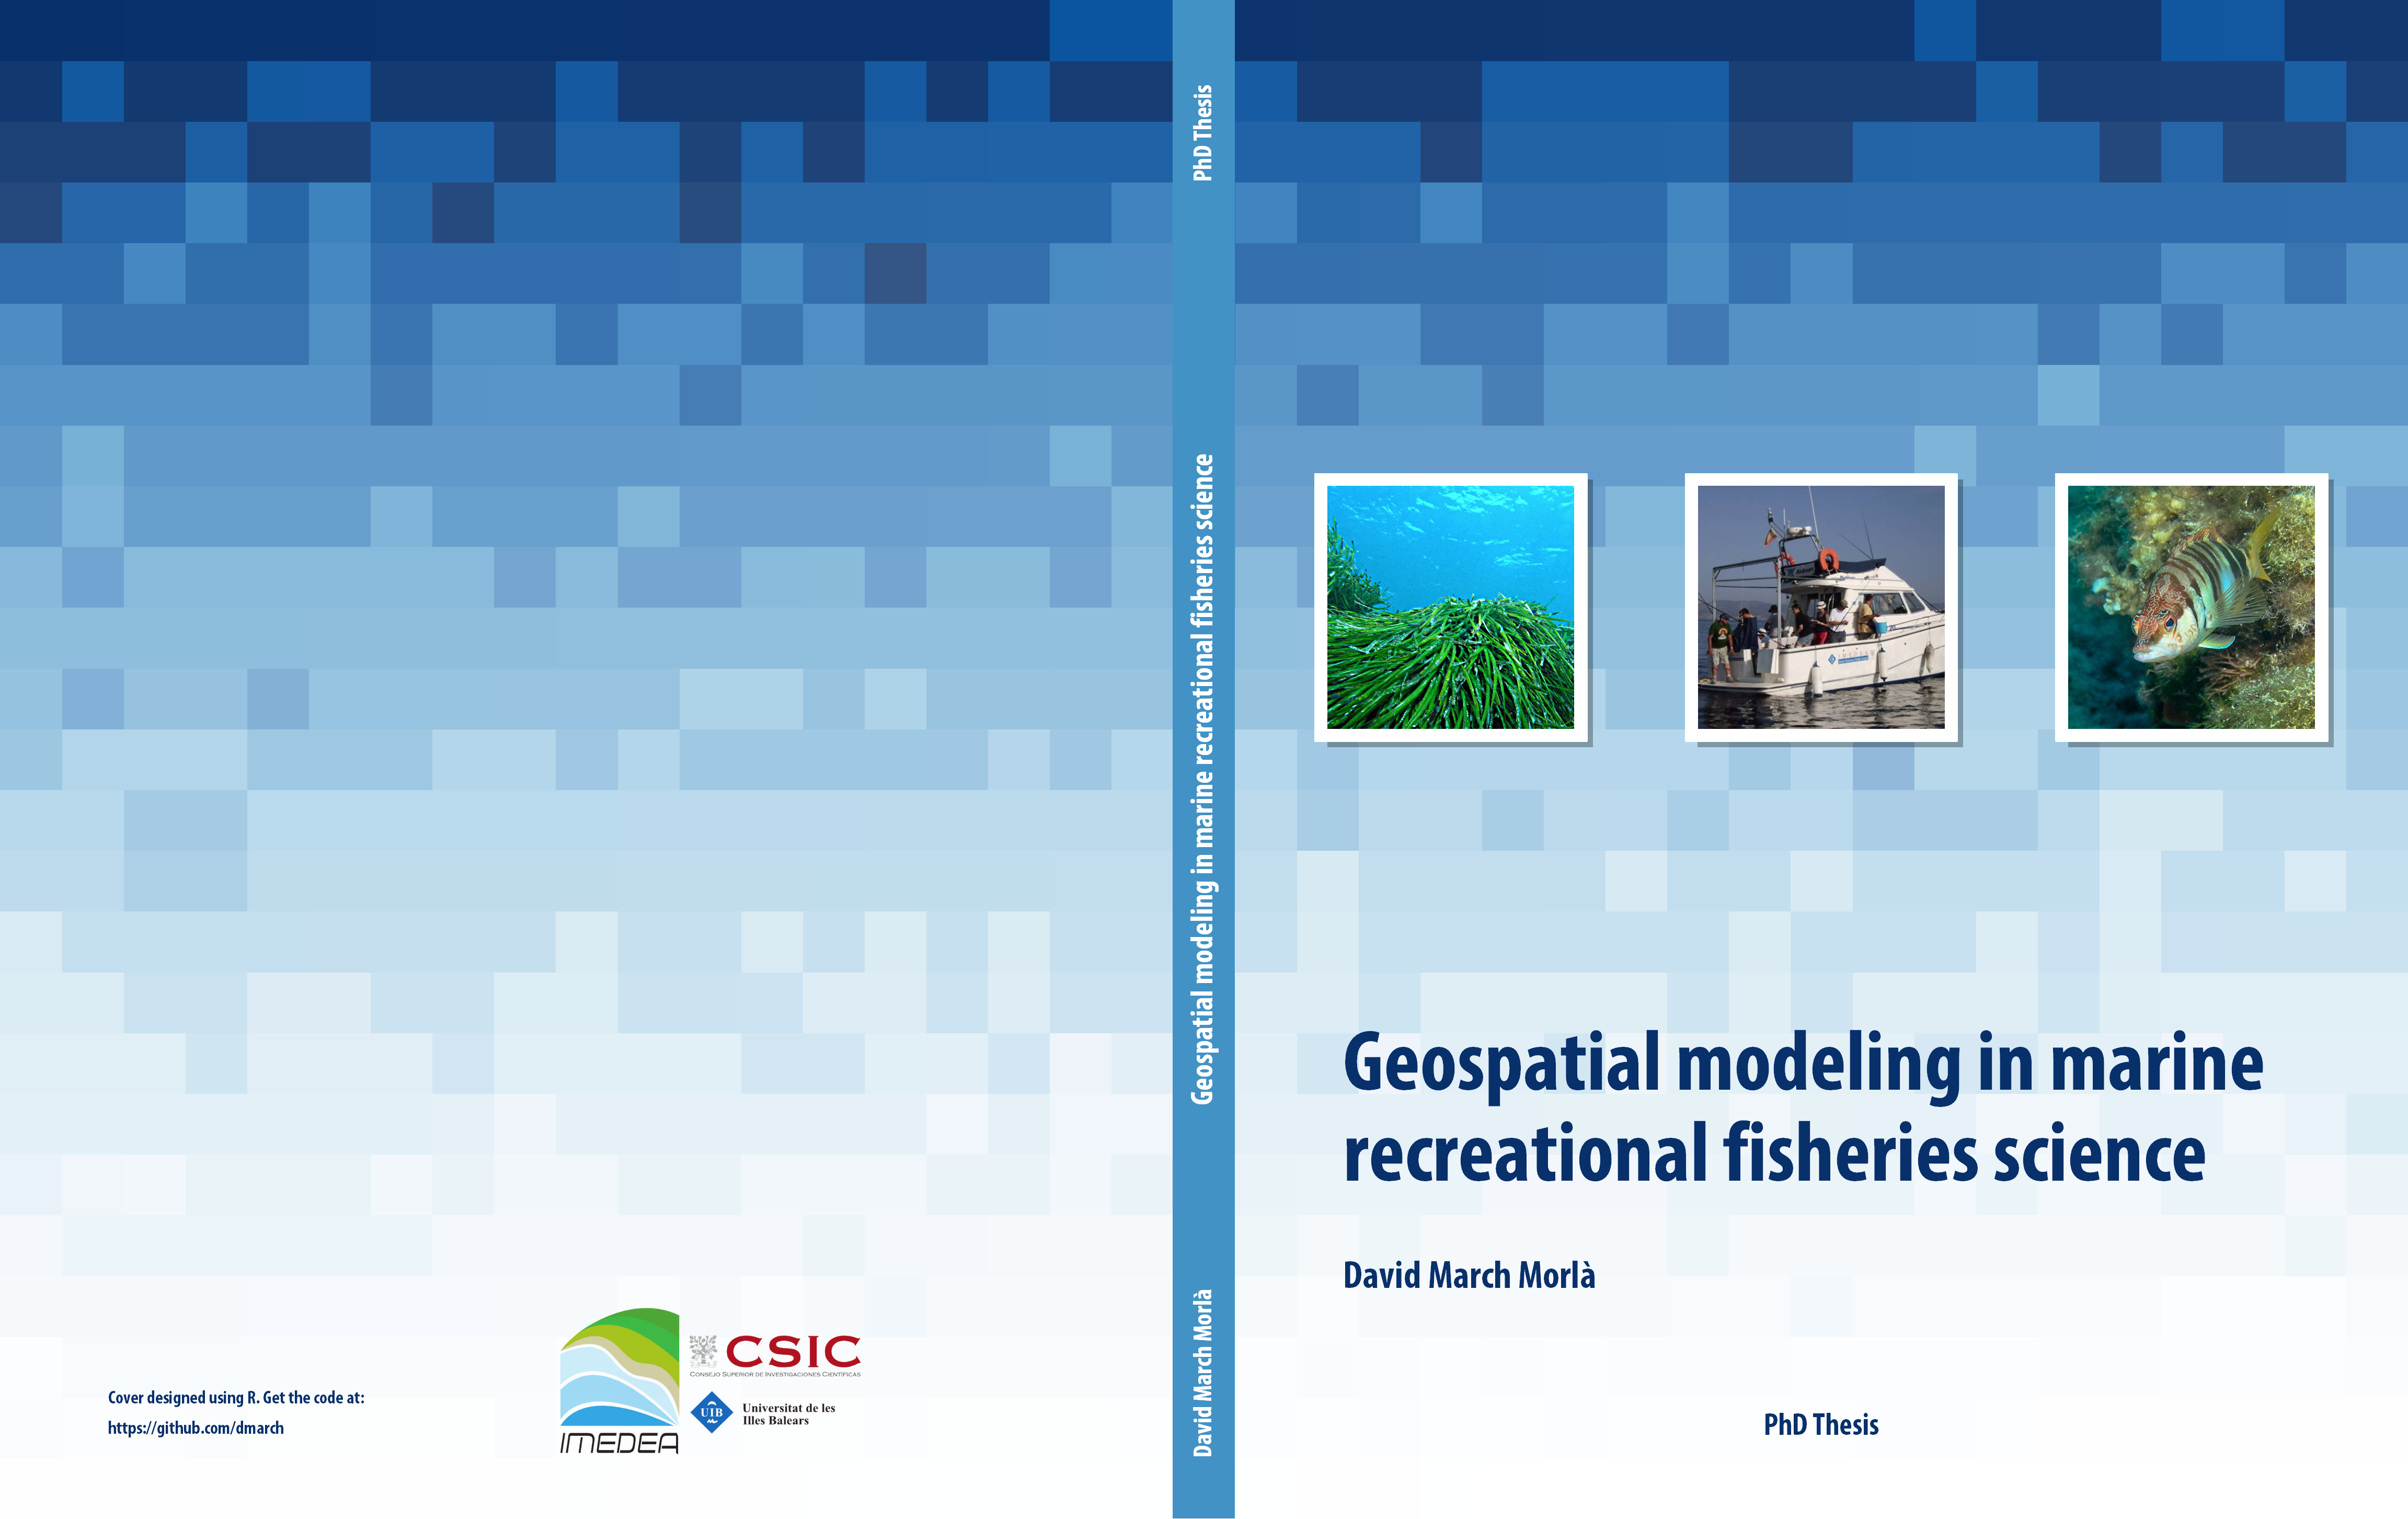 Cover designed using R. Get the code at:
https://github.com/dmarch
IMEDEA
CSIC
CONSEJO SUPERIOR DE INVESTIGACIONES CIENTÍFICAS
UIB
Universitat de les
Illes Balears
PhD Thesis
Geospatial modeling in marine recreational fisheries science
David March Morlà
IMEDEA
Geospatial modeling in marine
recreational fisheries science
David March Morlà
PhD Thesis